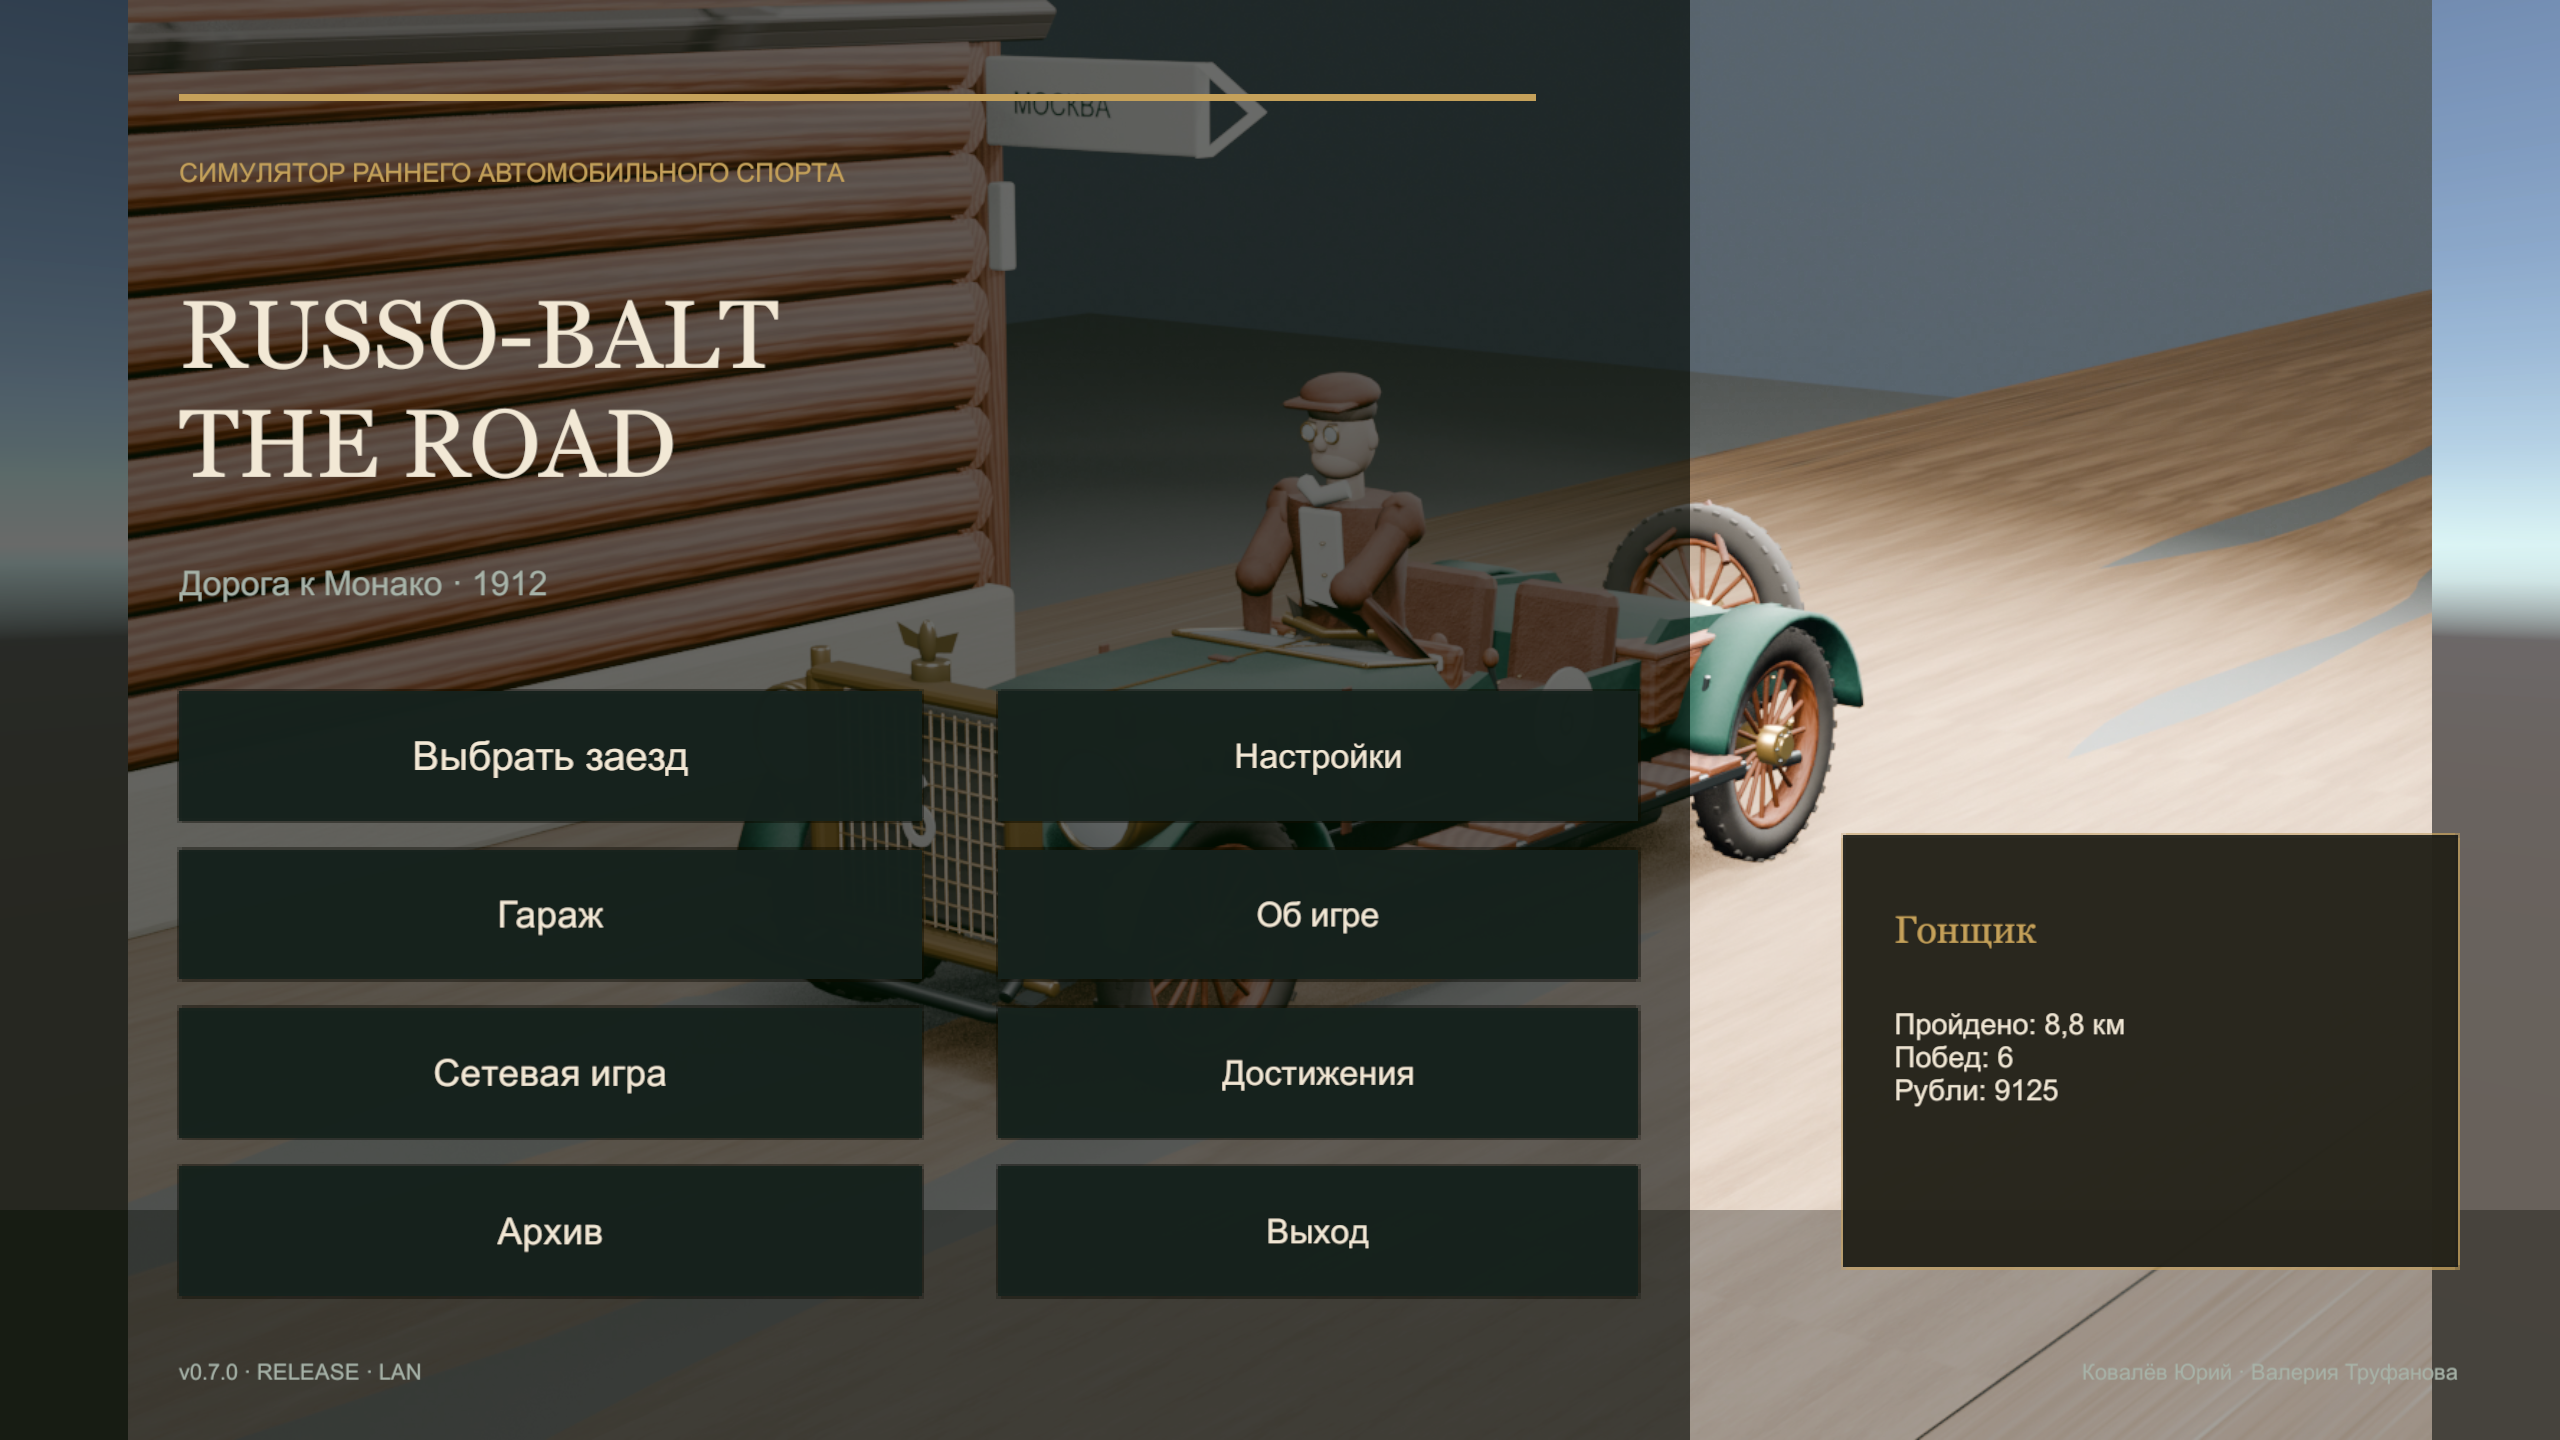 МОСКВА
СИМУЛЯТОР РАННЕГО АВТОМОБИЛЬНОГО СПОРТА
RUSSO-BALT
THE ROAD
Дорога к Монако · 1912
Выбрать заезд
Настройки
Гараж
Об игре
Сетевая игра
Достижения
Архив
Выход
Гонщик
Пройдено: 8,8 км
Побед: 6
Рубли: 9125
v0.7.0 · RELEASE · LAN
Ковалёв Юрий · Валерия Труфанова